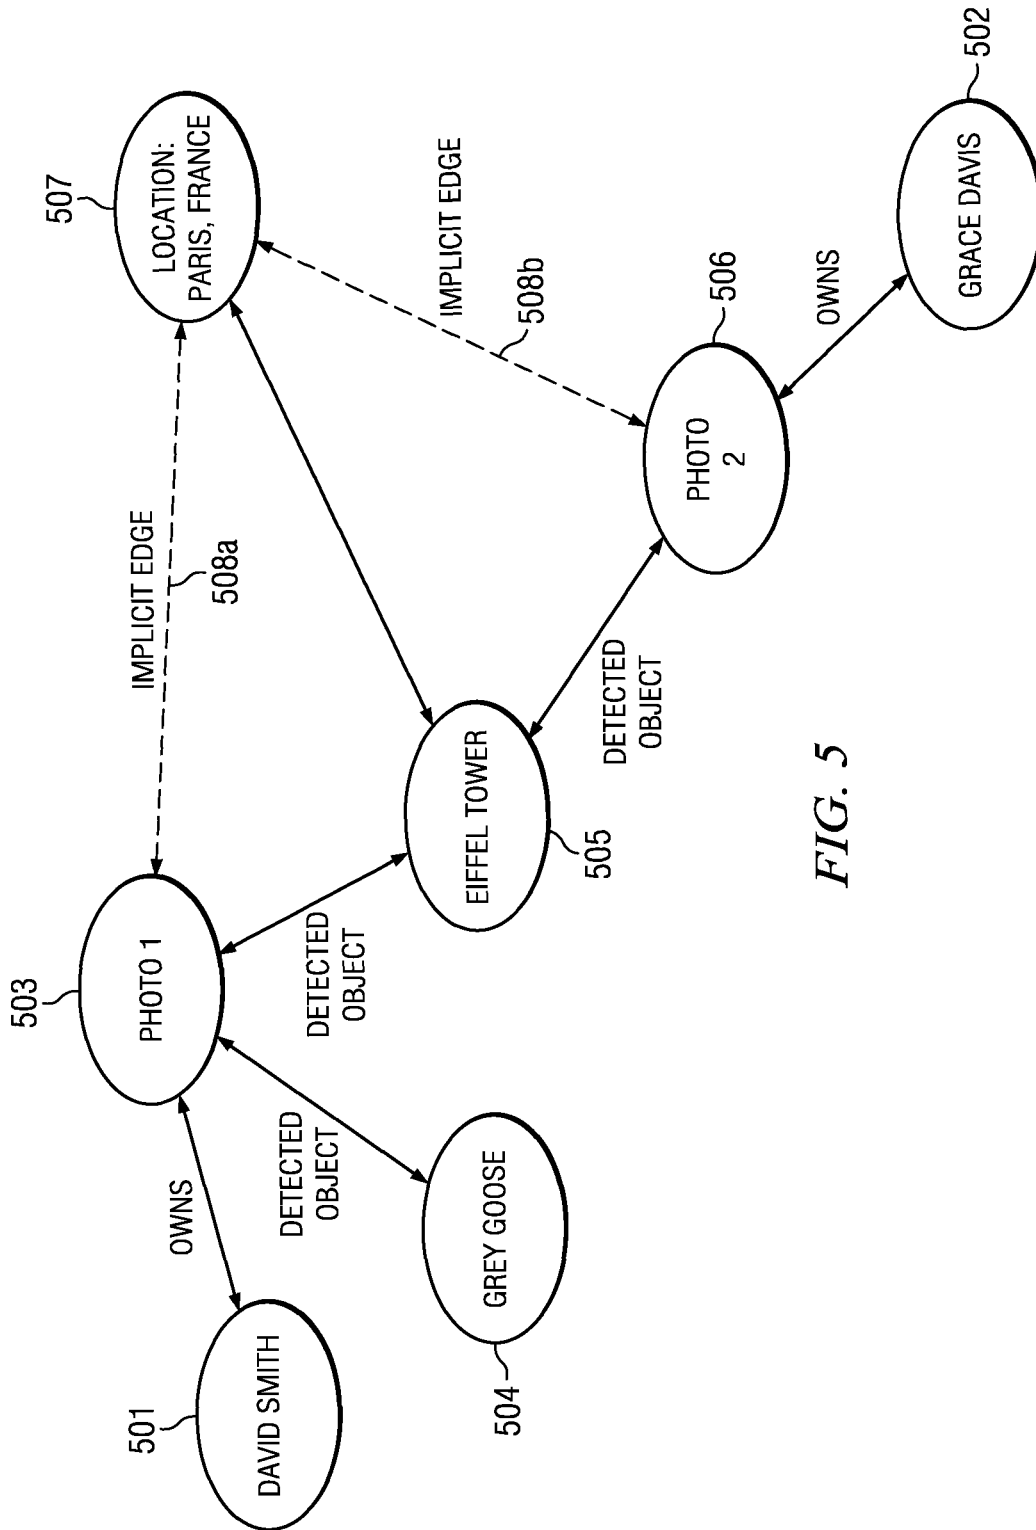 507
LOCATION:
PARIS, FRANCE
IMPLICIT EDGE
508a
IMPLICIT EDGE
508b
503
PHOTO 1
OWNS
501
DAVID SMITH
DETECTED
OBJECT
504
GREY GOOSE
DETECTED
OBJECT
EIFFEL TOWER
505
DETECTED
OBJECT
506
PHOTO
2
OWNS
502
GRACE DAVIS
FIG. 5